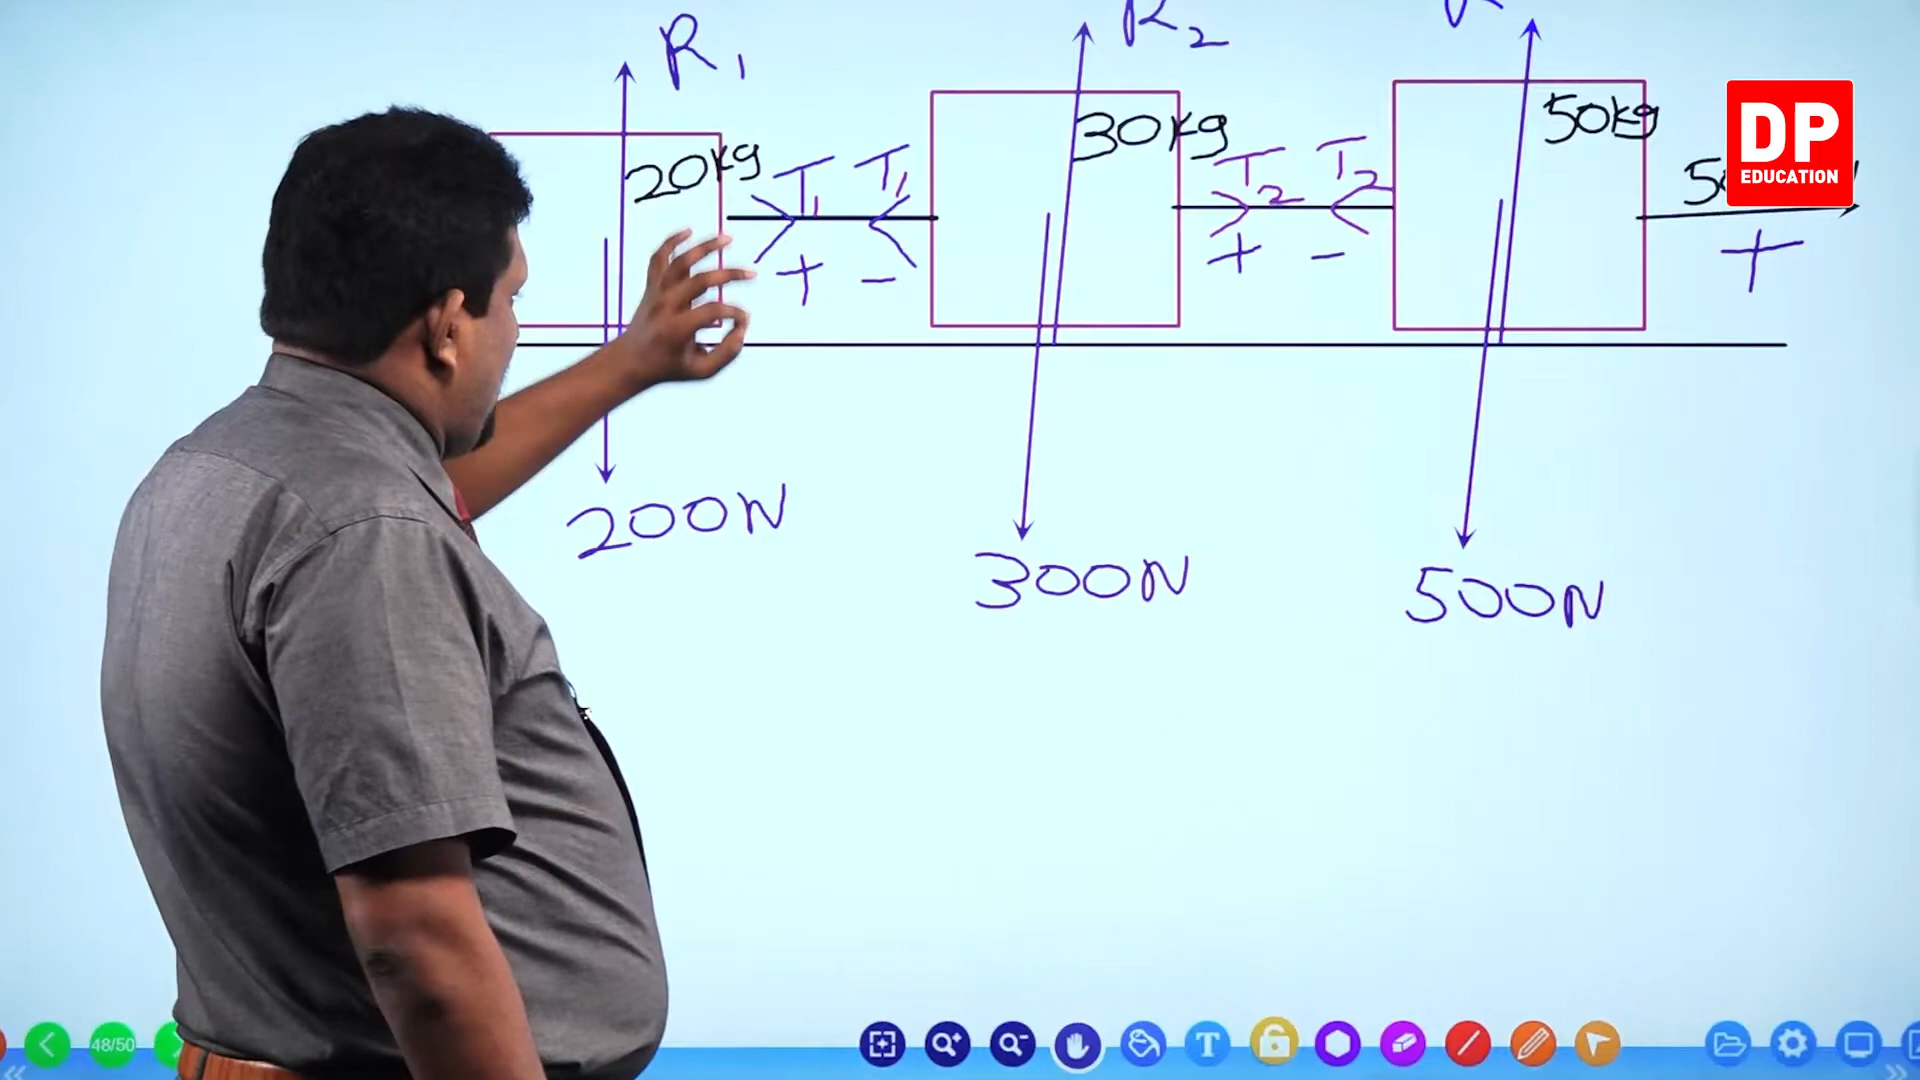 R₁
R₂
20kg
30kg
50kg
T₁ T₁
T₂ T₂
+ -
+ -
+
200N
300N
500N
DP
EDUCATION
48/50
T